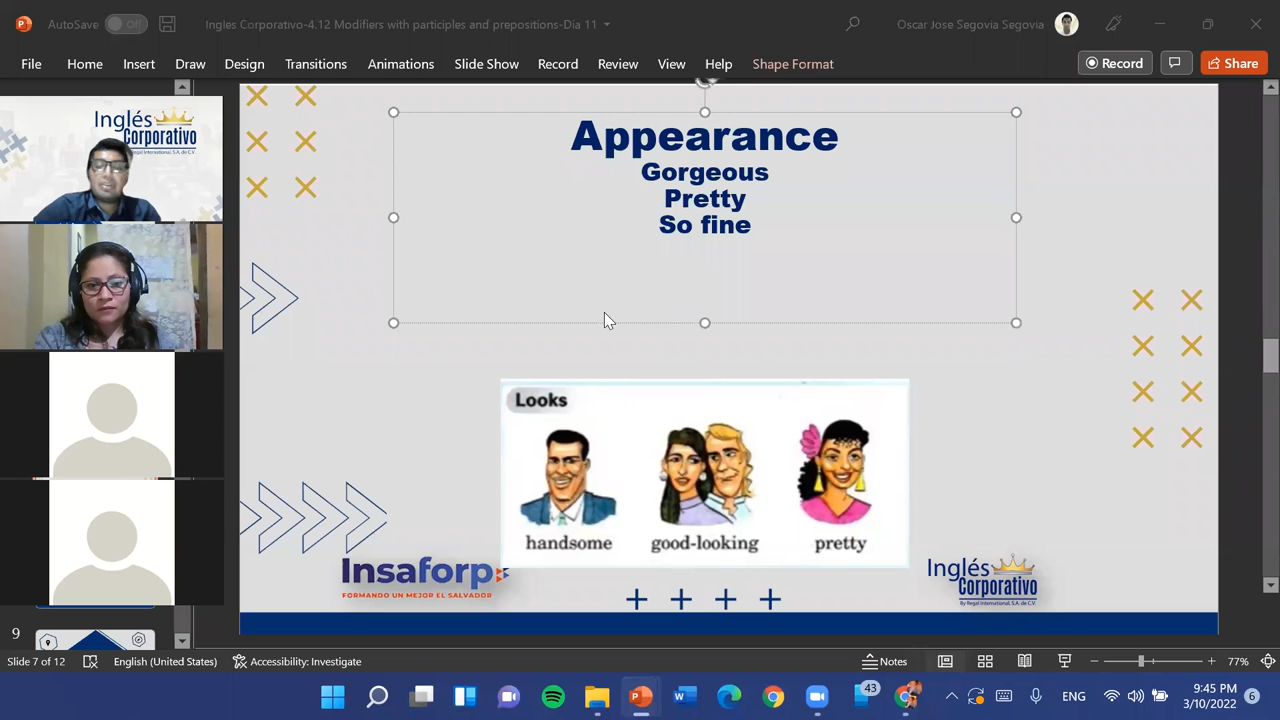 AutoSave
Off
Ingles Corporativo-4.12 Modifiers with participles and prepositions-Dia 11
Oscar Jose Segovia Segovia
File
Home
Insert
Draw
Design
Transitions
Animations
Slide Show
Record
Review
View
Help
Shape Format
Record
Share
Inglés
Corporativo
By Regal International, S.A. de C.V.
Appearance
Gorgeous
Pretty
So fine
Looks
handsome
good-looking
pretty
Insaforp
FORMANDO UN MEJOR EL SALVADOR
Inglés
Corporativo
By Regal International, S.A. de C.V.
9
Slide 7 of 12
English (United States)
Accessibility: Investigate
Notes
77%
43
ENG
9:45 PM
3/10/2022
6